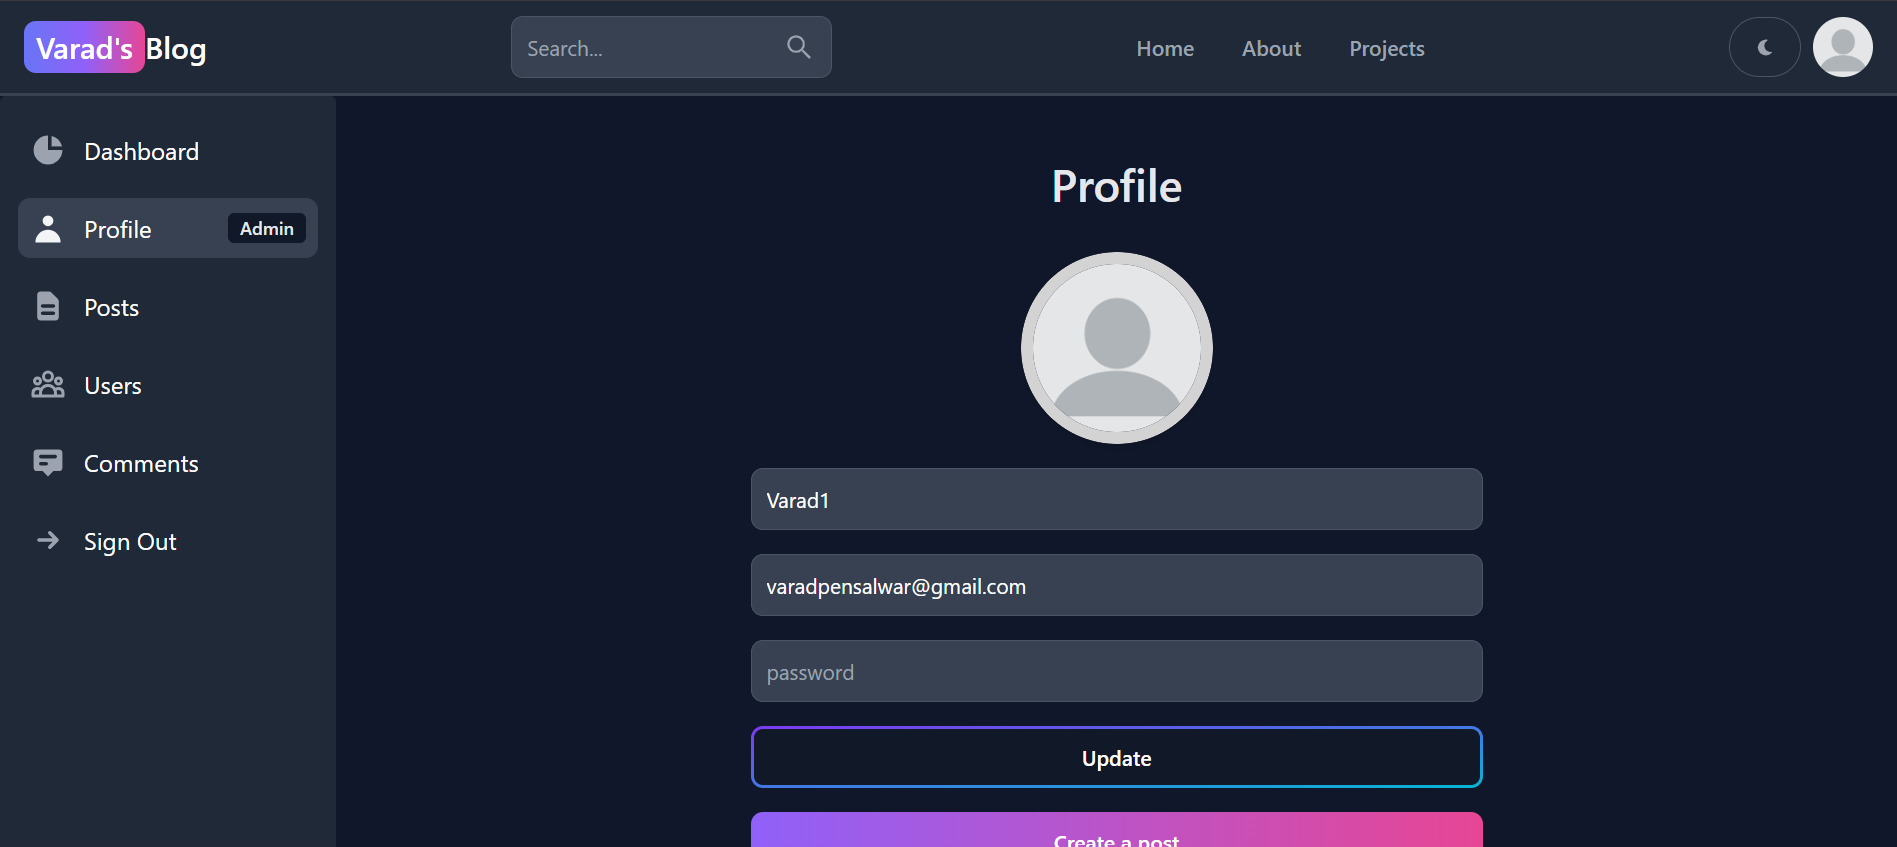 Varad's Blog
Search...
Home
About
Projects
Dashboard
Profile
Admin
Posts
Users
Comments
Sign Out
Profile
Varad1
varadpensalwar@gmail.com
password
Update
Create a post